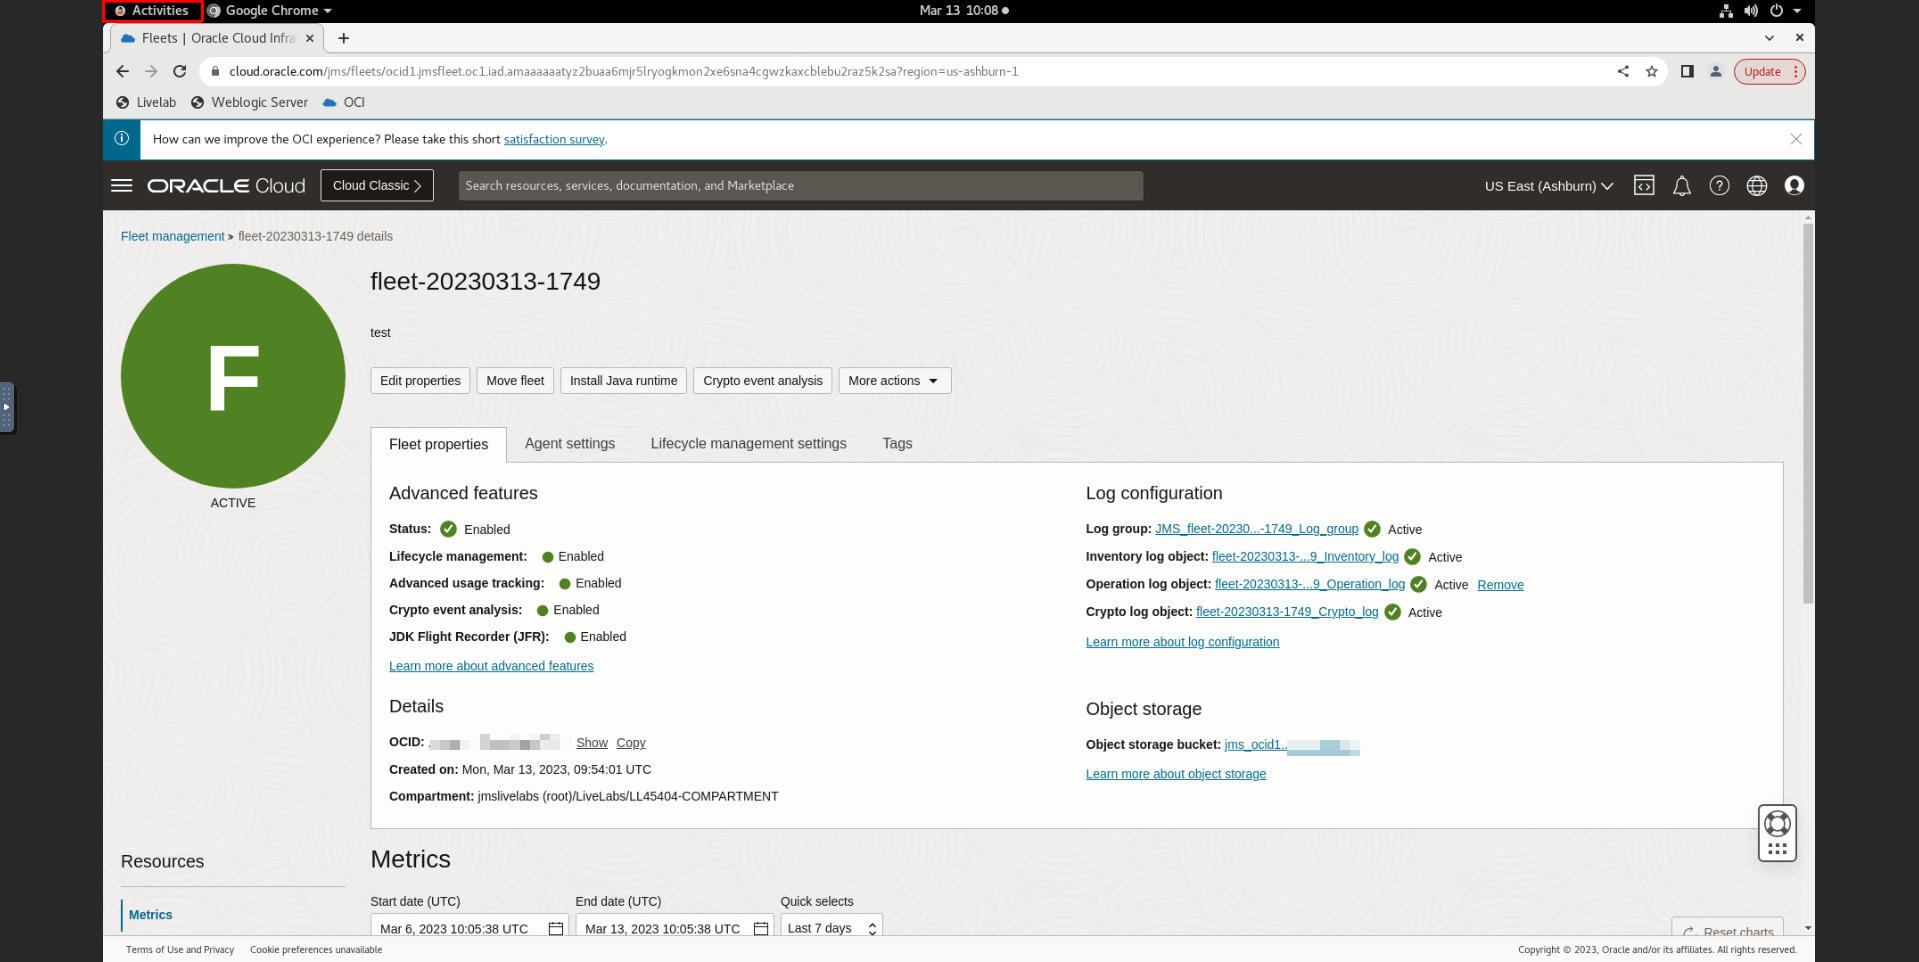 Activities Google Chrome Mar 13 10:08
Fleets | Oracle Cloud Infra
cloud.oracle.com/jms/fleets/ocid1.jmsfleet.oc1.iad.amaaaaaatyz2buaa6mjr5lryogkmon2xe6sna4cgwzkaxcblebu2raz5k2sa?region=us-ashburn-1 Update
Livelab Weblogic Server OCI
How can we improve the OCI experience? Please take this short satisfaction survey.
ORACLE Cloud Cloud Classic Search resources, services, documentation, and Marketplace US East (Ashburn)
Fleet management » fleet-20230313-1749 details
F
ACTIVE
fleet-20230313-1749
test
Edit properties Move fleet Install Java runtime Crypto event analysis More actions
Fleet properties Agent settings Lifecycle management settings Tags
Advanced features
Status: Enabled
Lifecycle management: Enabled
Advanced usage tracking: Enabled
Crypto event analysis: Enabled
JDK Flight Recorder (JFR): Enabled
Learn more about advanced features
Log configuration
Log group: JMS_fleet-20230...-1749_Log_group Active
Inventory log object: fleet-20230313-...9_Inventory_log Active
Operation log object: fleet-20230313-...9_Operation_log Active Remove
Crypto log object: fleet-20230313-1749_Crypto_log Active
Learn more about log configuration
Details
OCID: Show Copy
Created on: Mon, Mar 13, 2023, 09:54:01 UTC
Compartment: jmslivelabs (root)/LiveLabs/LL45404-COMPARTMENT
Object storage
Object storage bucket: jms_ocid1..
Learn more about object storage
Resources
Metrics
Metrics
Start date (UTC) End date (UTC) Quick selects
Mar 6, 2023 10:05:38 UTC Mar 13, 2023 10:05:38 UTC Last 7 days Reset charts
Terms of Use and Privacy Cookie preferences unavailable Copyright © 2023, Oracle and/or its affiliates. All rights reserved.